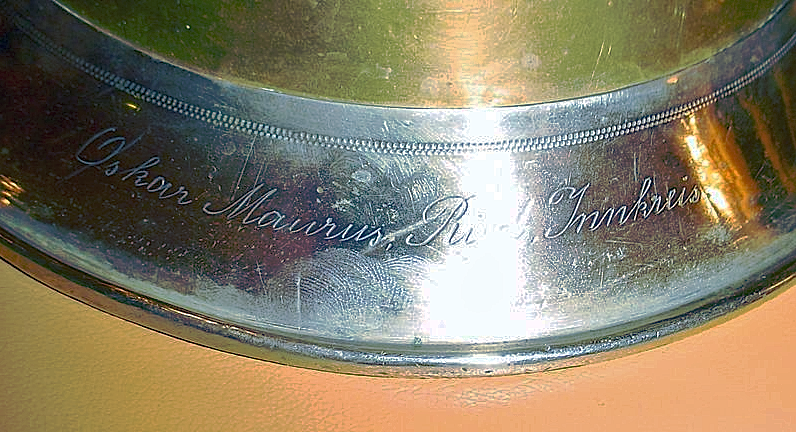 Oskar Maurus, Ried, Innkreis